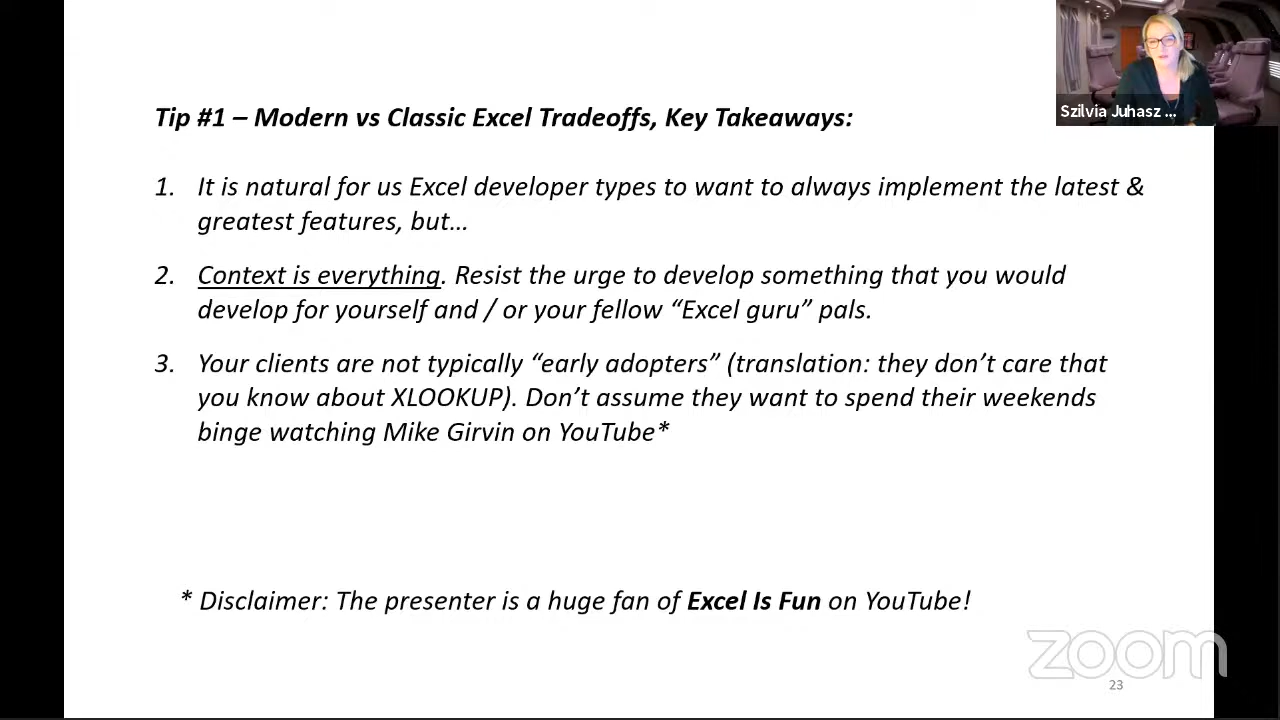 Szilvia Juhasz ...
Tip #1 – Modern vs Classic Excel Tradeoffs, Key Takeaways:
1. It is natural for us Excel developer types to want to always implement the latest &
greatest features, but…
2. Context is everything. Resist the urge to develop something that you would
develop for yourself and / or your fellow “Excel guru” pals.
3. Your clients are not typically “early adopters” (translation: they don’t care that
you know about XLOOKUP). Don’t assume they want to spend their weekends
binge watching Mike Girvin on YouTube*
* Disclaimer: The presenter is a huge fan of Excel Is Fun on YouTube!
zoom
23